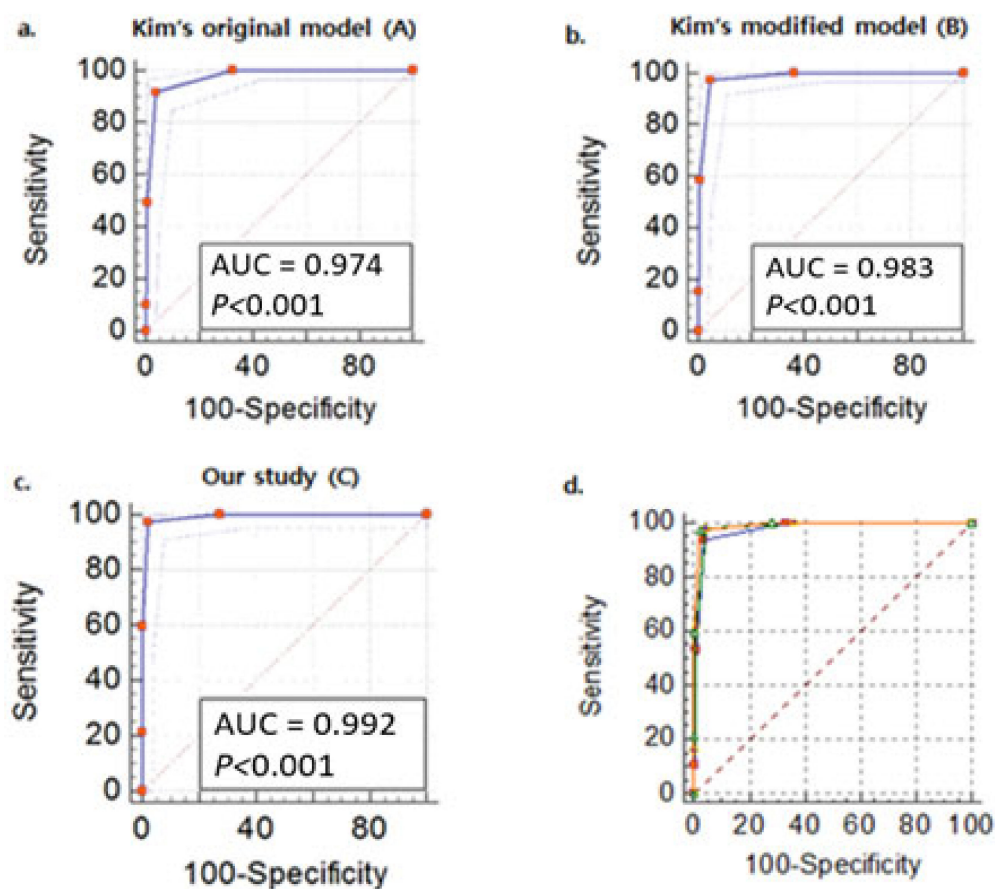 a.
Kim's original model (A)
Sensitivity
100
80
60
40
20
0
AUC = 0.974
P<0.001
0 40 80
100-Specificity
b.
Kim's modified model (B)
Sensitivity
100
80
60
40
20
0
AUC = 0.983
P<0.001
0 40 80
100-Specificity
c.
Our study (C)
Sensitivity
100
80
60
40
20
0
AUC = 0.992
P<0.001
0 40 80
100-Specificity
d.
Sensitivity
100
80
60
40
20
0
0 20 40 60 80 100
100-Specificity